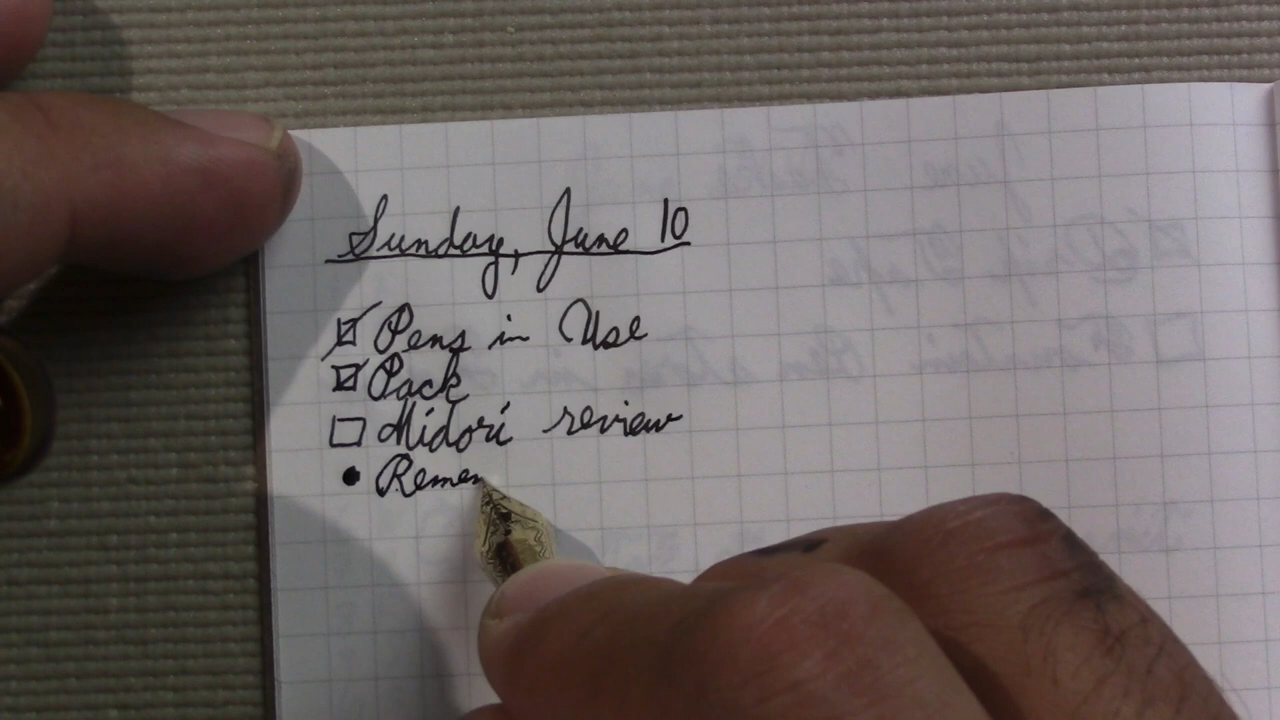 Sunday, June 10
☑ Pens in Use
☑ Pack
☐ Midori review
• Remem